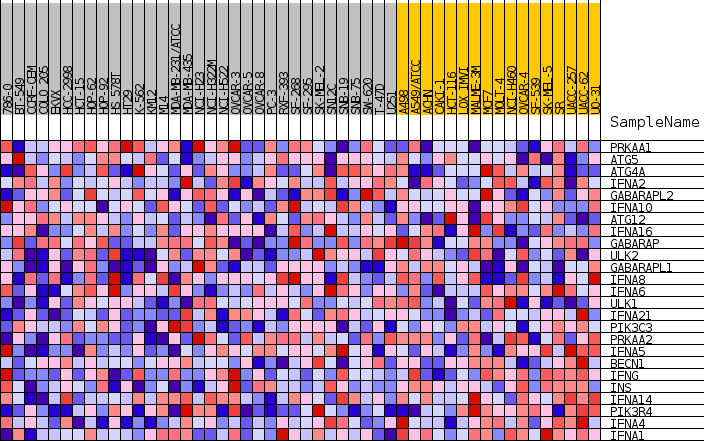 786-0
BT-549
CCRF-CEM
COLO 205
EKVX
HCC-2998
HCT-15
HOP-62
HOP-92
HS 578T
HT29
K-562
KM12
M14
MDA-MB-231/ATCC
MDA-MB-435
NCI-H23
NCI-H322M
NCI-H522
OVCAR-3
OVCAR-5
OVCAR-8
PC-3
RXF-393
SF-268
SF-295
SK-MEL-2
SN12C
SNB-19
SNB-75
SW-620
T-47D
U251
A498
A549/ATCC
ACHN
CAKI-1
HCT-116
LOX IMVI
MALME-3M
MCF7
MOLT-4
NCI-H460
OVCAR-4
SF-539
SK-MEL-5
SR
UACC-257
UACC-62
UO-31
SampleName
PRKAA1
ATG5
ATG4A
IFNA2
GABARAPL2
IFNA10
ATG12
IFNA16
GABARAP
ULK2
GABARAPL1
IFNA8
IFNA6
ULK1
IFNA21
PIK3C3
PRKAA2
IFNA5
BECN1
IFNG
INS
IFNA14
PIK3R4
IFNA4
IFNA1